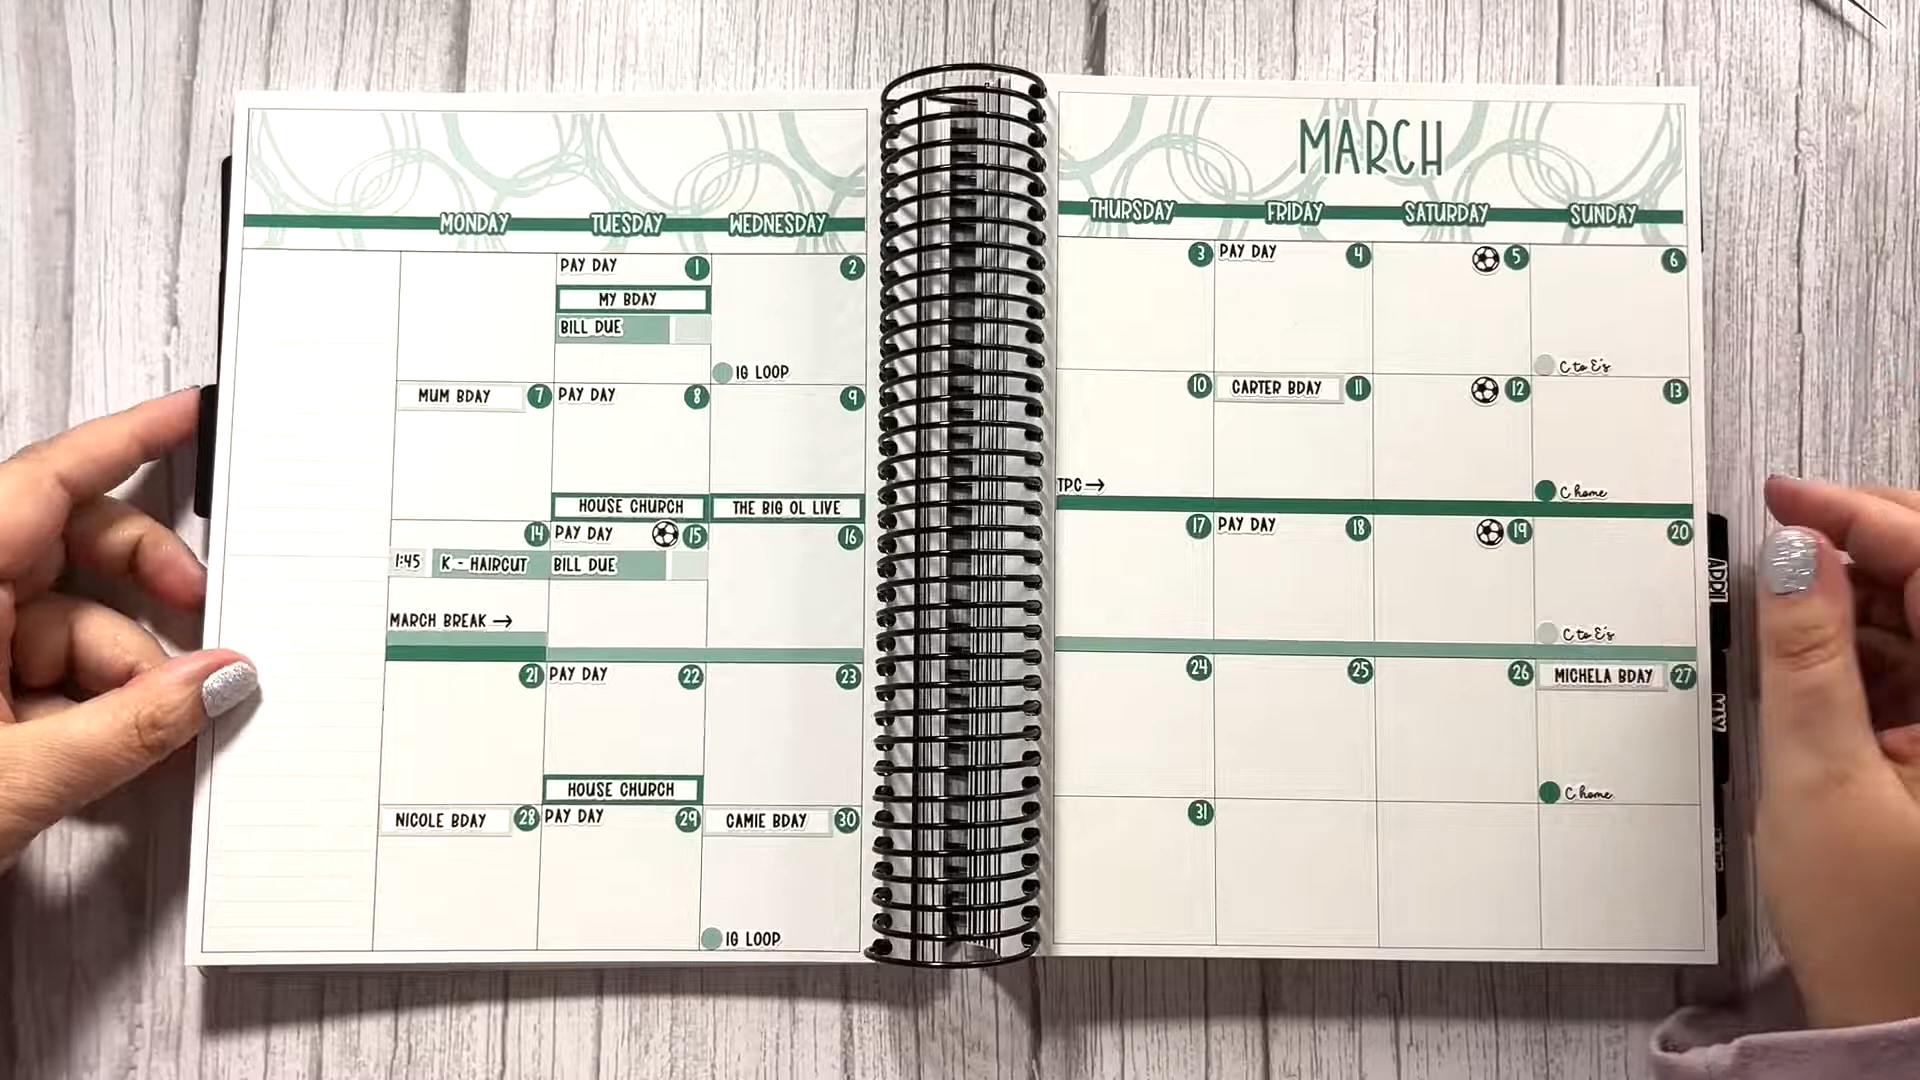 MARCH
MONDAY TUESDAY WEDNESDAY THURSDAY FRIDAY SATURDAY SUNDAY
PAY DAY 1
MY BDAY
BILL DUE
2
IG LOOP
3
PAY DAY 4
5
6
C to E's
MUM BDAY 7
PAY DAY 8
HOUSE CHURCH
9
THE BIG OL LIVE
10
TPC →
CARTER BDAY 11
12
13
C home
14
1:45 K - HAIRCUT
MARCH BREAK →
PAY DAY 15
BILL DUE
16
17
PAY DAY 18
19
20
C to E's
21
PAY DAY 22
HOUSE CHURCH
23
24
25
26
MICHELA BDAY 27
C home
NICOLE BDAY 28
PAY DAY 29
CAMIE BDAY 30
IG LOOP
31
APRIL
MAY